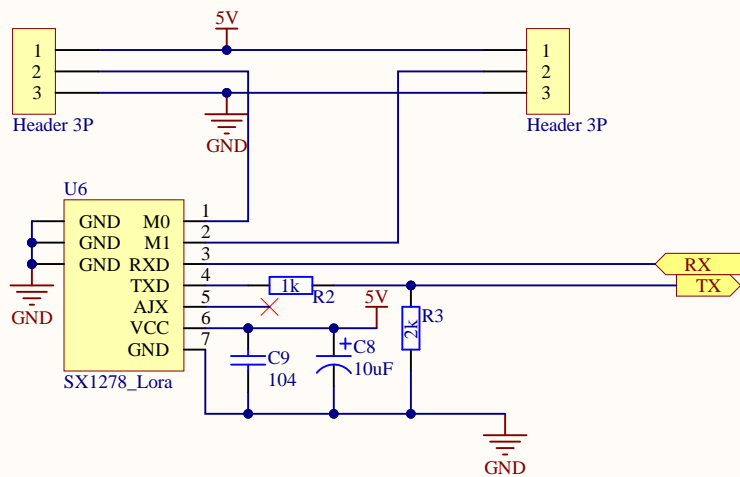 5V
1
2
3
Header 3P
GND
1
2
3
Header 3P
U6
GND M0 1
GND M1 2
GND RXD 3
RX
TXD 4
1k
R2
TX
GND
AJX 5
5V
R3
2k
VCC 6
GND 7
C9
104
C8
10uF
SX1278_Lora
GND